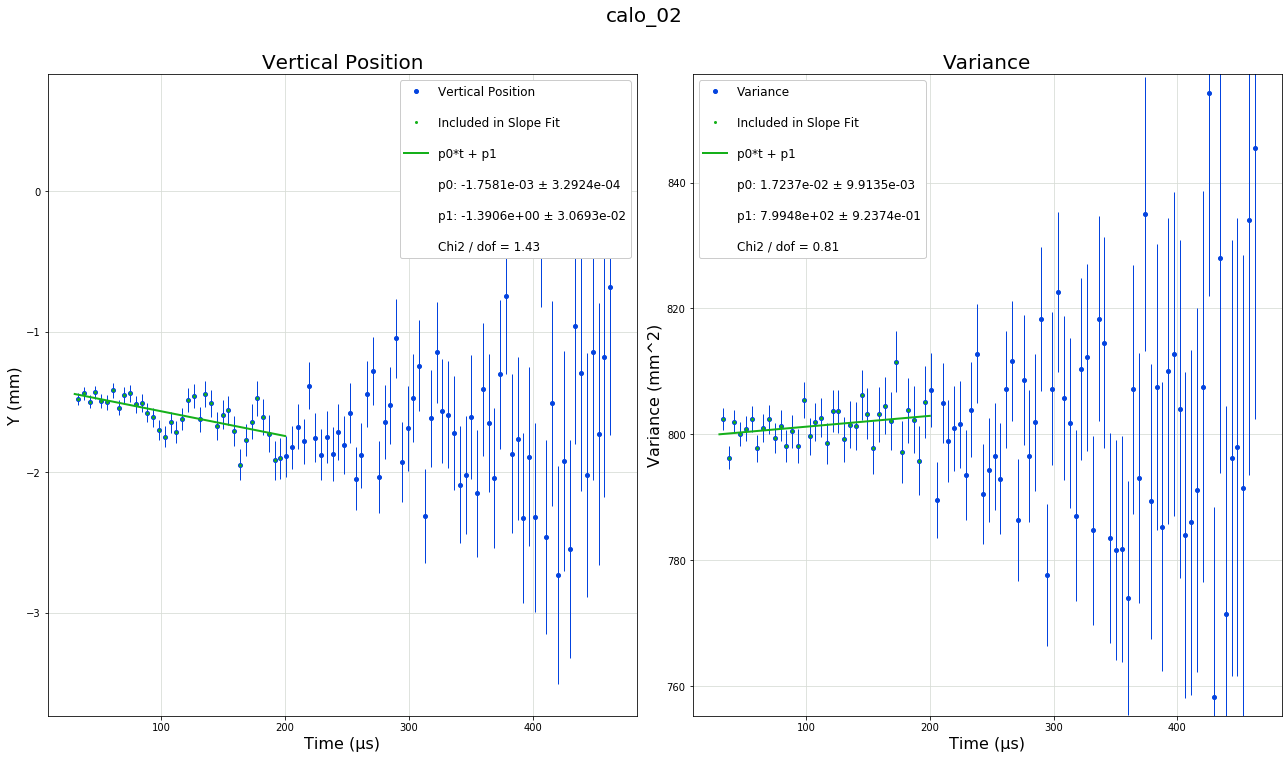 calo_02
Vertical Position
Vertical Position
Included in Slope Fit
p0*t + p1
p0: -1.7581e-03 ± 3.2924e-04
p1: -1.3906e+00 ± 3.0693e-02
Chi2 / dof = 1.43
0
−1
−2
−3
Y (mm)
100
200
300
400
Time (µs)
Variance
Variance
Included in Slope Fit
p0*t + p1
p0: 1.7237e-02 ± 9.9135e-03
p1: 7.9948e+02 ± 9.2374e-01
Chi2 / dof = 0.81
840
820
800
780
760
Variance (mm^2)
100
200
300
400
Time (µs)